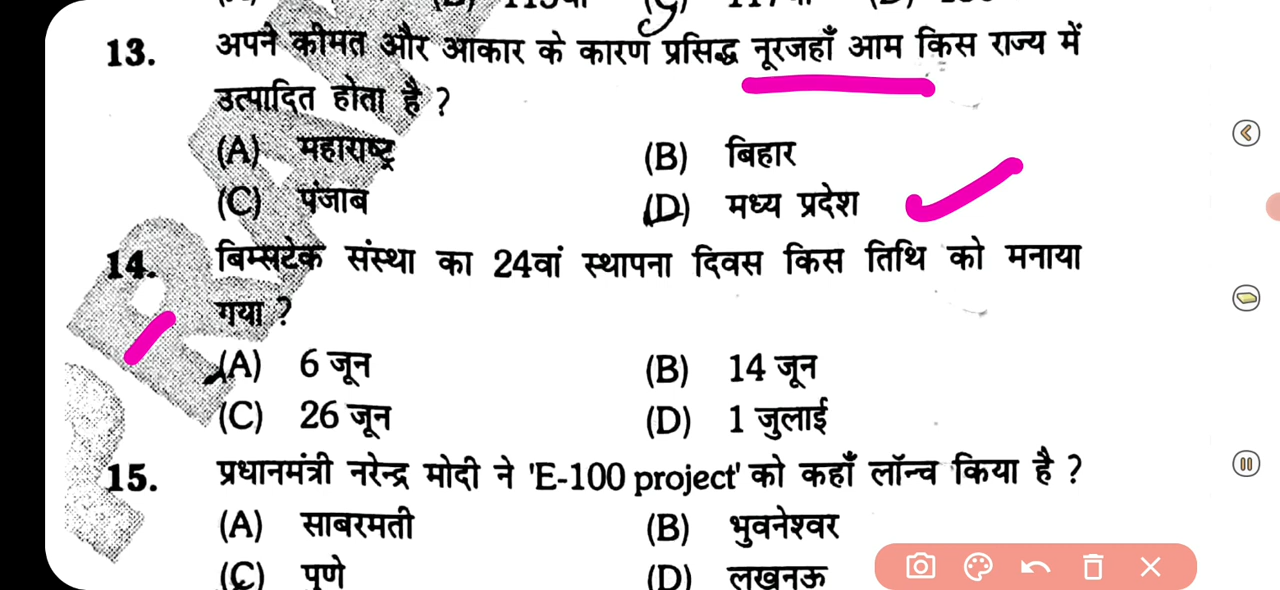 13. अपने कीमत और आकार के कारण प्रसिद्ध नूरजहाँ आम किस राज्य में
उत्पादित होता है ?
(A) महाराष्ट्र (B) बिहार
(C) पंजाब (D) मध्य प्रदेश
14. बिम्सटेक संस्था का 24वां स्थापना दिवस किस तिथि को मनाया
गया ?
(A) 6 जून (B) 14 जून
(C) 26 जून (D) 1 जुलाई
15. प्रधानमंत्री नरेन्द्र मोदी ने 'E-100 project' को कहाँ लॉन्च किया है ?
(A) साबरमती (B) भुवनेश्वर
(C) पुणे (D) लखनऊ